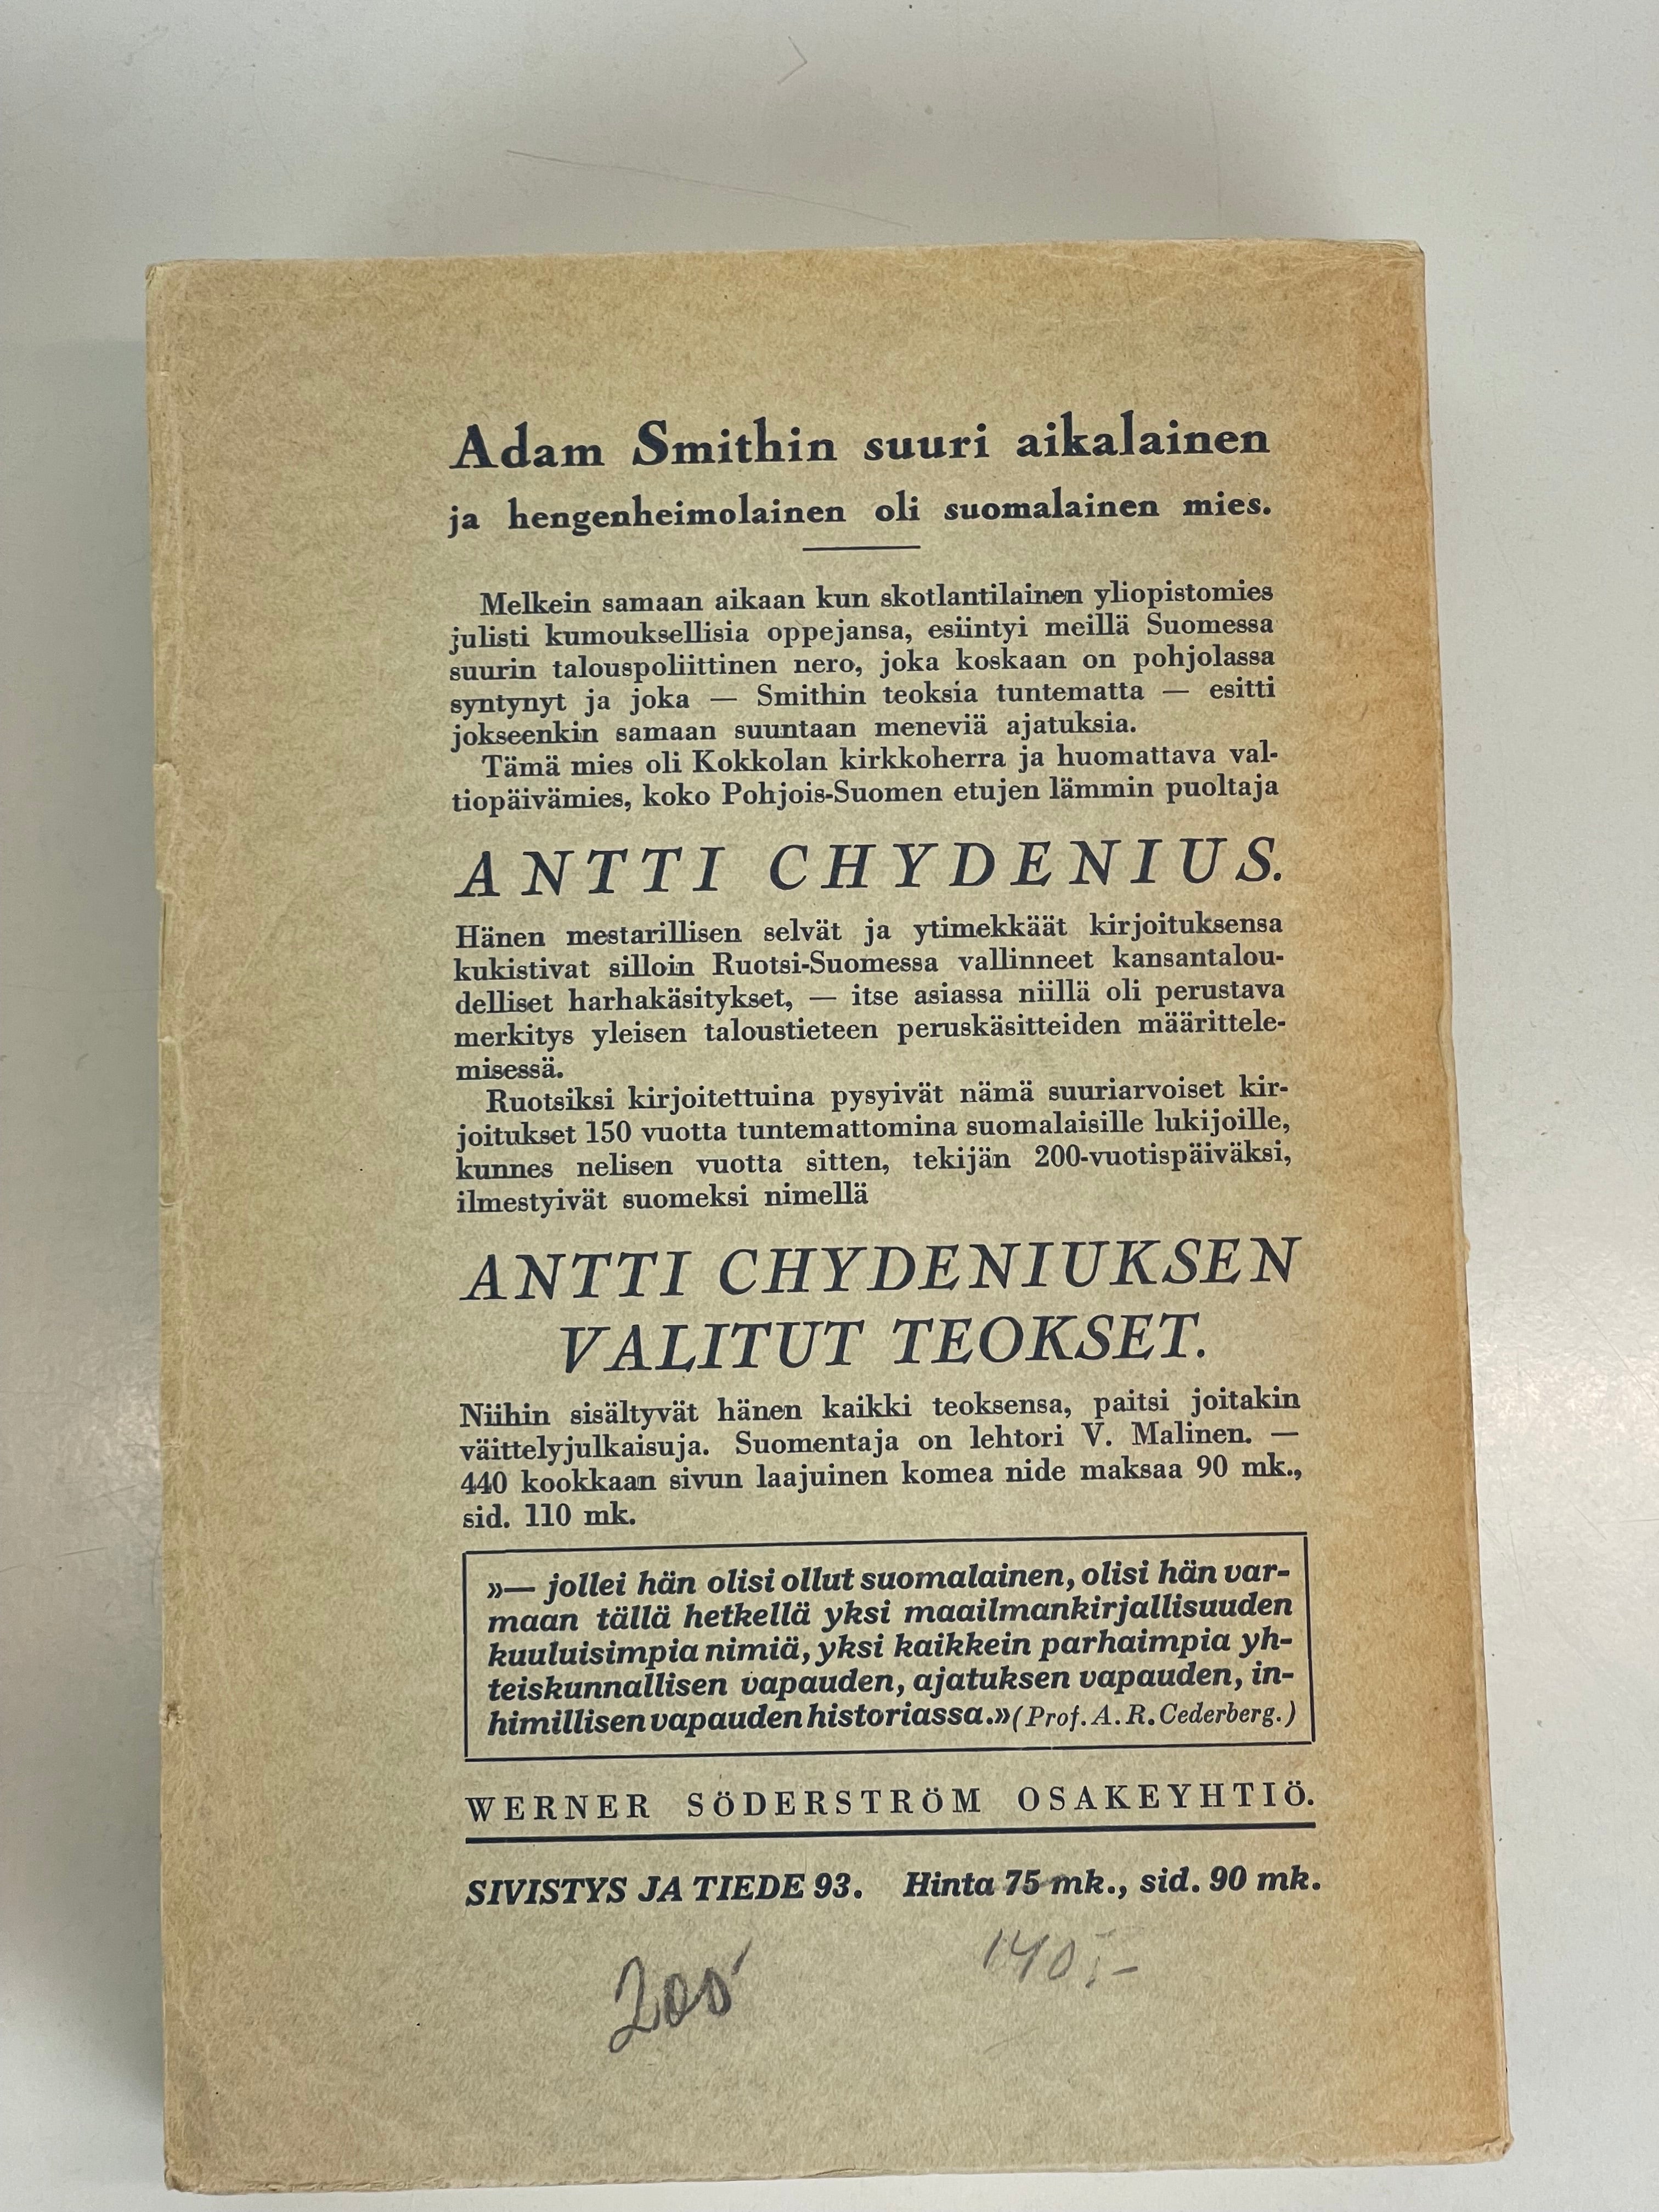 Adam Smithin suuri aikalainen
ja hengenheimolainen oli suomalainen mies.
Melkein samaan aikaan kun skotlantilainen yliopistomies
julisti kumouksellisia oppejansa, esiintyi meillä Suomessa
suurin talouspoliittinen nero, joka koskaan on pohjolassa
syntynyt ja joka — Smithin teoksia tuntematta — esitti
jokseenkin samaan suuntaan meneviä ajatuksia.
Tämä mies oli Kokkolan kirkkoherra ja huomattava val-
tiopäivämies, koko Pohjois-Suomen etujen lämmin puoltaja
ANTTI CHYDENIUS.
Hänen mestarillisen selvät ja ytimekkäät kirjoituksensa
kukistivat silloin Ruotsi-Suomessa vallinneet kansantalou-
delliset harhakäsitykset, — itse asiassa niillä oli perustava
merkitys yleisen taloustieteen peruskäsitteiden määrittele-
misessä.
Ruotsiksi kirjoitettuina pysyivät nämä suuriarvoiset kir-
joitukset 150 vuotta tuntemattomina suomalaisille lukijoille,
kunnes nelisen vuotta sitten, tekijän 200-vuotispäiväksi,
ilmestyivät suomeksi nimellä
ANTTI CHYDENIUKSEN
VALITUT TEOKSET.
Niihin sisältyvät hänen kaikki teoksensa, paitsi joitakin
väittelyjulkaisuja. Suomentaja on lehtori V. Malinen. —
440 kookkaan sivun laajuinen komea nide maksaa 90 mk.,
sid. 110 mk.
»— jollei hän olisi ollut suomalainen, olisi hän var-
maan tällä hetkellä yksi maailmankirjallisuuden
kuuluisimpia nimiä, yksi kaikkein parhaimpia yh-
teiskunnallisen vapauden, ajatuksen vapauden, in-
himillisen vapauden historiassa.» (Prof. A. R. Cederberg.)
WERNER SÖDERSTRÖM OSAKEYHTIÖ.
SIVISTYS JA TIEDE 93. Hinta 75 mk., sid. 90 mk.
200 140:-